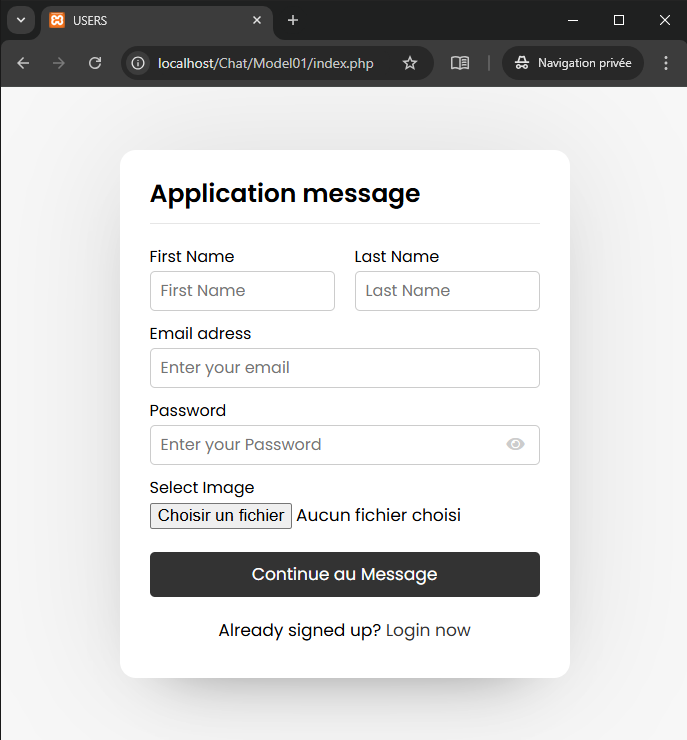 USERS
localhost/Chat/Model01/index.php
Navigation privée
Application message
First Name Last Name
First Name Last Name
Email adress
Enter your email
Password
Enter your Password
Select Image
Choisir un fichier Aucun fichier choisi
Continue au Message
Already signed up? Login now